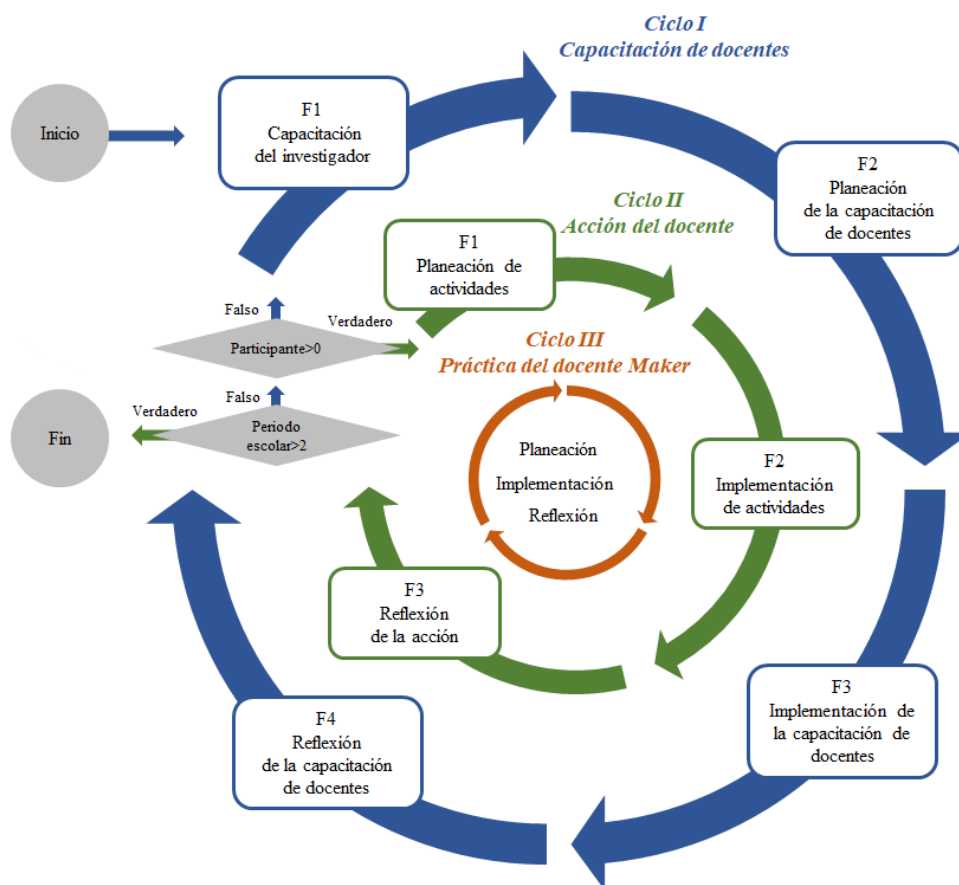 Ciclo I
Capacitación de docentes
Inicio
F1
Capacitación
del investigador
F2
Planeación
de la capacitación
de docentes
Ciclo II
Acción del docente
F1
Planeación de
actividades
Falso
Verdadero
Participante>0
Ciclo III
Práctica del docente Maker
Verdadero
Falso
Fin
Periodo
escolar>2
Planeación
Implementación
Reflexión
F2
Implementación
de actividades
F3
Reflexión
de la acción
F3
Implementación de
la capacitación de
docentes
F4
Reflexión
de la capacitación
de docentes